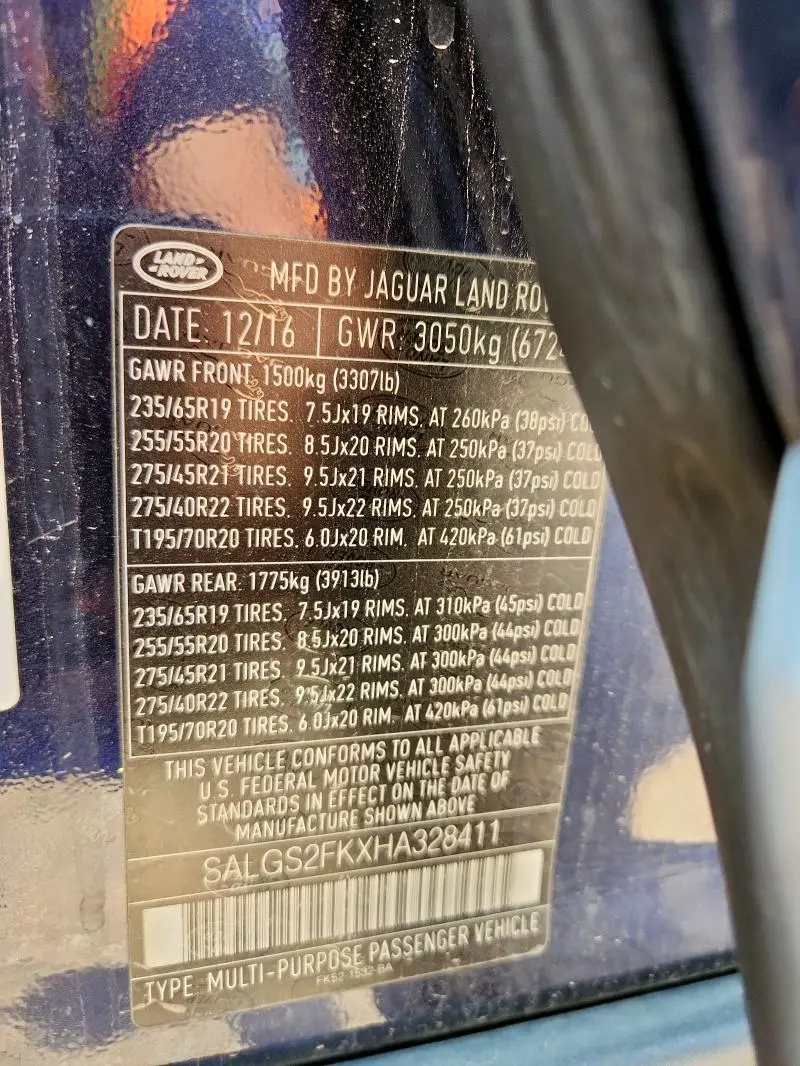 LAND-
-ROVER
MFD BY JAGUAR LAND RO
DATE: 12/16 GWR: 3050kg (672
GAWR FRONT. 1500kg (3307lb)
235/65R19 TIRES. 7.5Jx19 RIMS. AT 260kPa (38psi) CO
255/55R20 TIRES. 8.5Jx20 RIMS. AT 250kPa (37psi) COL
275/45R21 TIRES. 9.5Jx21 RIMS. AT 250kPa (37psi) COLD
275/40R22 TIRES. 9.5Jx22 RIMS. AT 250kPa (37psi) COLD
T195/70R20 TIRES. 6.0Jx20 RIM. AT 420kPa (61psi) COLD
GAWR REAR. 1775kg (3913lb)
235/65R19 TIRES. 7.5Jx19 RIMS. AT 310kPa (45psi) COLD
255/55R20 TIRES. 8.5Jx20 RIMS. AT 300kPa (44psi) COLD
275/45R21 TIRES. 9.5Jx21 RIMS. AT 300kPa (44psi) COLD
275/40R22 TIRES. 9.5Jx22 RIMS. AT 300kPa (44psi) COLD
T195/70R20 TIRES. 6.0Jx20 RIM. AT 420kPa (61psi) COLD
THIS VEHICLE CONFORMS TO ALL APPLICABLE
U.S. FEDERAL MOTOR VEHICLE SAFETY
STANDARDS IN EFFECT ON THE DATE OF
MANUFACTURE SHOWN ABOVE
SALGS2FKXHA328411
TYPE: MULTI-PURPOSE PASSENGER VEHICLE
FK52-1532-BA